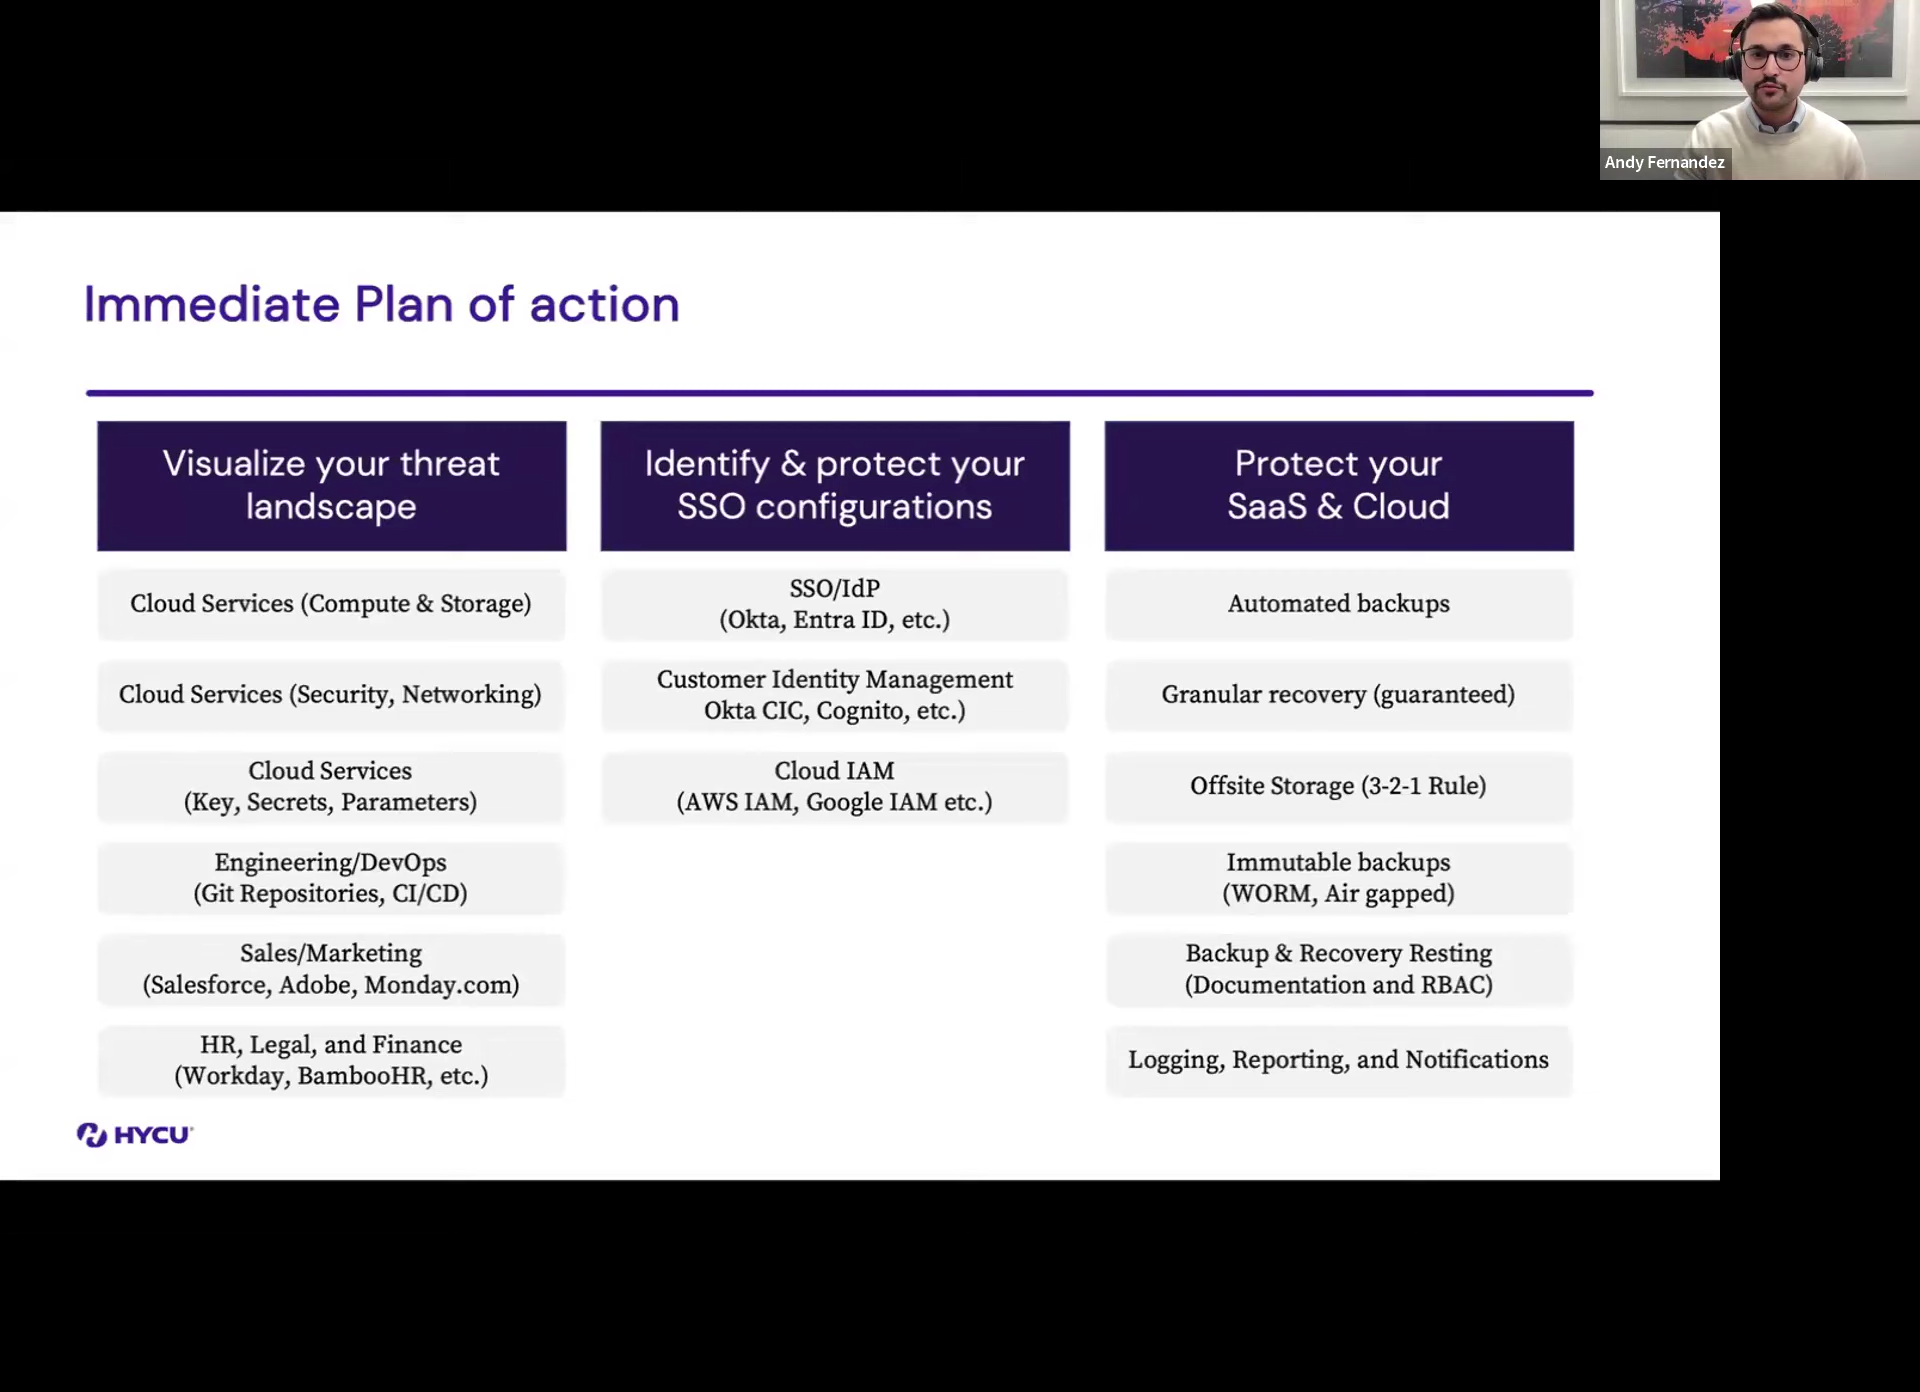 Andy Fernandez
Immediate Plan of action
Visualize your threat
landscape
Cloud Services (Compute & Storage)
Cloud Services (Security, Networking)
Cloud Services
(Key, Secrets, Parameters)
Engineering/DevOps
(Git Repositories, CI/CD)
Sales/Marketing
(Salesforce, Adobe, Monday.com)
HR, Legal, and Finance
(Workday, BambooHR, etc.)
Identify & protect your
SSO configurations
SSO/IdP
(Okta, Entra ID, etc.)
Customer Identity Management
Okta CIC, Cognito, etc.)
Cloud IAM
(AWS IAM, Google IAM etc.)
Protect your
SaaS & Cloud
Automated backups
Granular recovery (guaranteed)
Offsite Storage (3-2-1 Rule)
Immutable backups
(WORM, Air gapped)
Backup & Recovery Resting
(Documentation and RBAC)
Logging, Reporting, and Notifications
HYCU